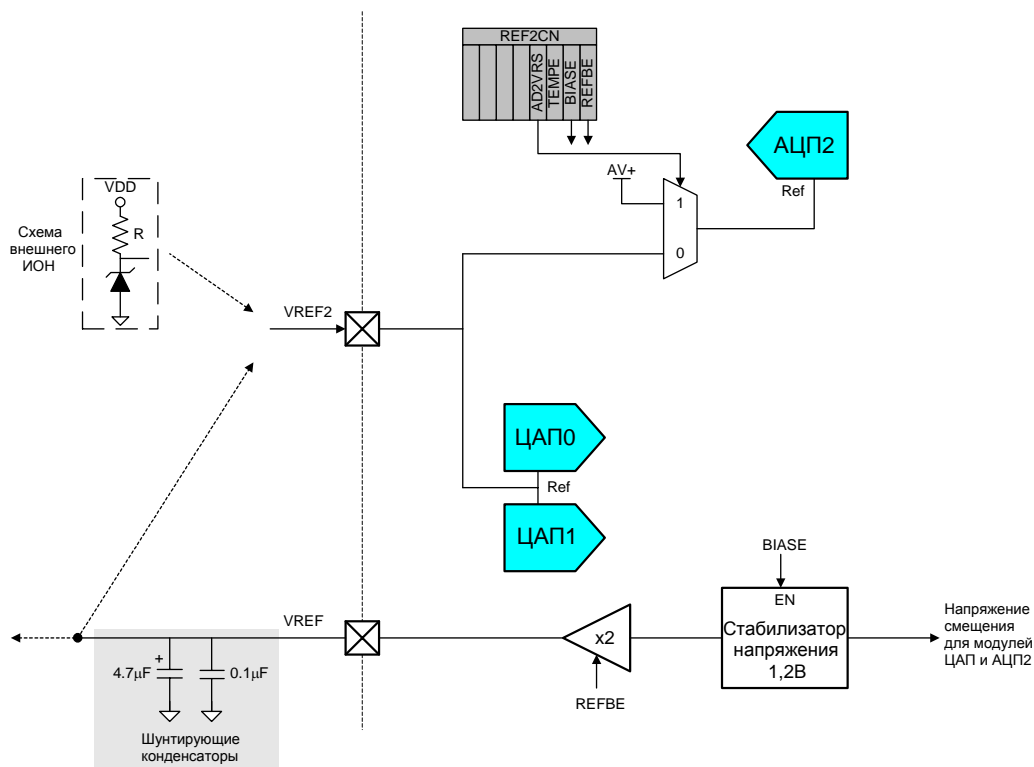 REF2CN
AD2VRS
TEMPE
BIASE
REFBE
АЦП2
Ref
AV+
1
0
VDD
R
Схема
внешнего
ИОН
VREF2
ЦАП0
Ref
ЦАП1
BIASE
EN
Стабилизатор
напряжения
1,2В
Напряжение
смещения
для модулей
ЦАП и АЦП2
x2
REFBE
VREF
+
4.7µF
0.1µF
Шунтирующие
конденсаторы